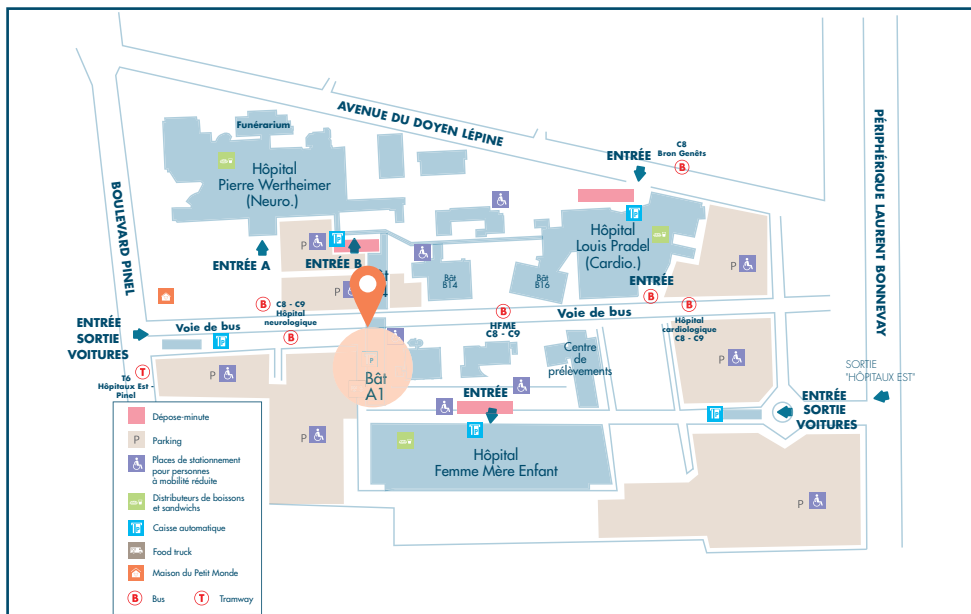 AVENUE DU DOYEN LÉPINE
C8
Bron Genêts
B
ENTRÉE
PÉRIPHÉRIQUE LAURENT BONNEVAY
BOULEVARD PINEL
Funérarium
Hôpital
Pierre Wertheimer
(Neuro.)
Hôpital
Louis Pradel
(Cardio.)
P
ENTRÉE A
ENTRÉE B
P
Bât
B14
Bât
B16
ENTRÉE
P
B
C8 - C9
Hôpital
neurologique
B
B
HFME
C8 - C9
B
B
Hôpital
cardiologique
C8 - C9
Voie de bus
Voie de bus
ENTRÉE
SORTIE
VOITURES
T
T6
Hôpitaux Est -
Pinel
P
P
Bât
A1
P
Centre
de
prélèvements
P
SORTIE
"HÔPITAUX EST"
ENTRÉE
ENTRÉE
SORTIE
VOITURES
Hôpital
Femme Mère Enfant
P
Dépose-minute
P Parking
Places de stationnement
pour personnes
à mobilité réduite
Distributeurs de boissons
et sandwichs
Caisse automatique
Food truck
Maison du Petit Monde
B Bus T Tramway